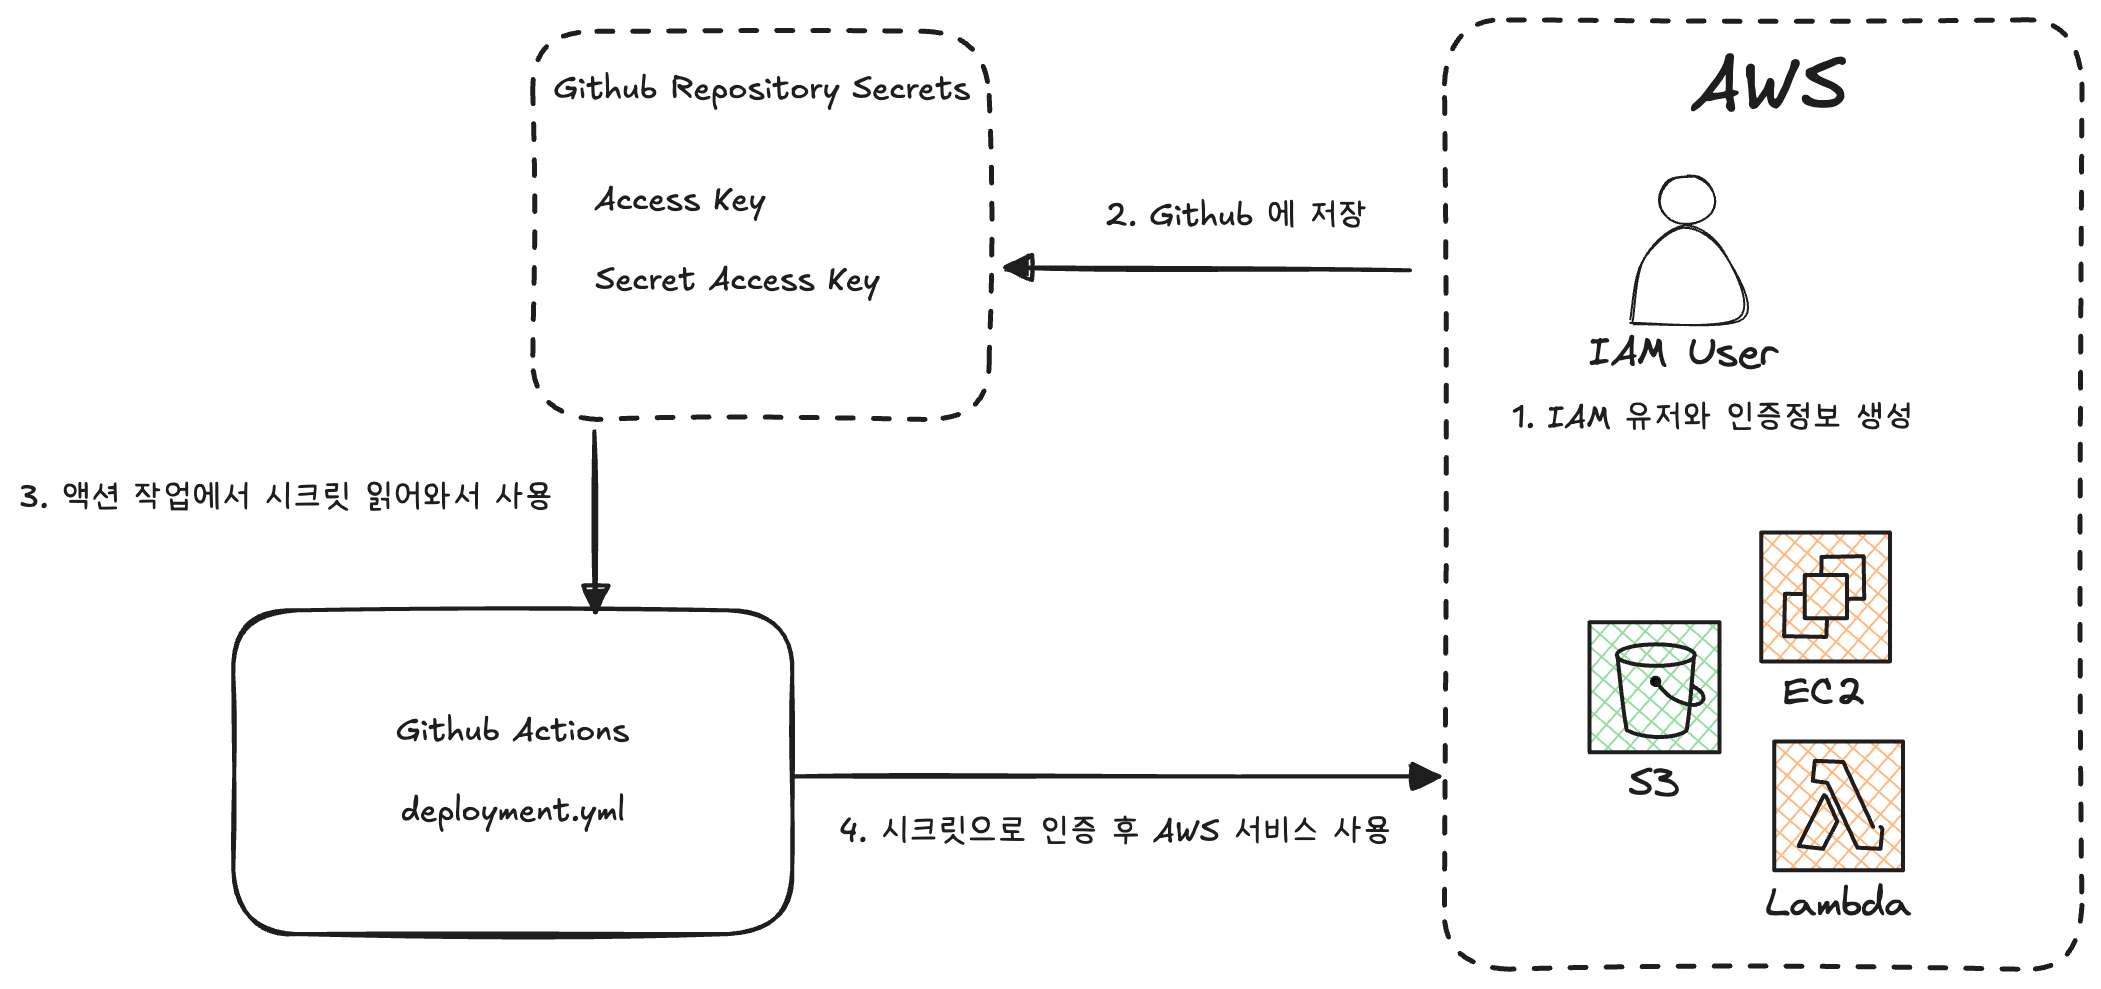 Github Repository Secrets
Access Key
Secret Access Key
2. Github 에 저장
AWS
IAM User
1. IAM 유저와 인증정보 생성
3. 액션 작업에서 시크릿 읽어와서 사용
Github Actions
deployment.yml
4. 시크릿으로 인증 후 AWS 서비스 사용
EC2
S3
Lambda